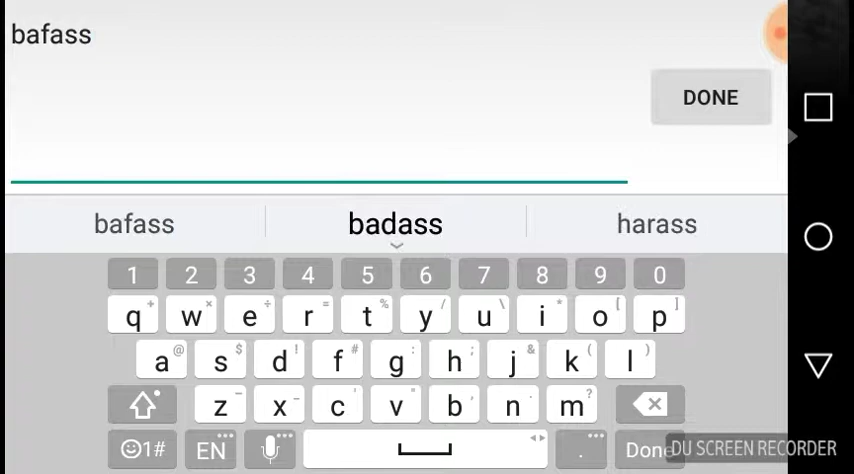 bafass
DONE
bafass badass harass
1 2 3 4 5 6 7 8 9 0
q + w × e ÷ r = t % y / u \ i * o [ p ]
a @ s $ d ! f # g : h ; j & k ( l )
z _ x - c ' v " b , n . m ?
1# EN . Done
DU SCREEN RECORDER